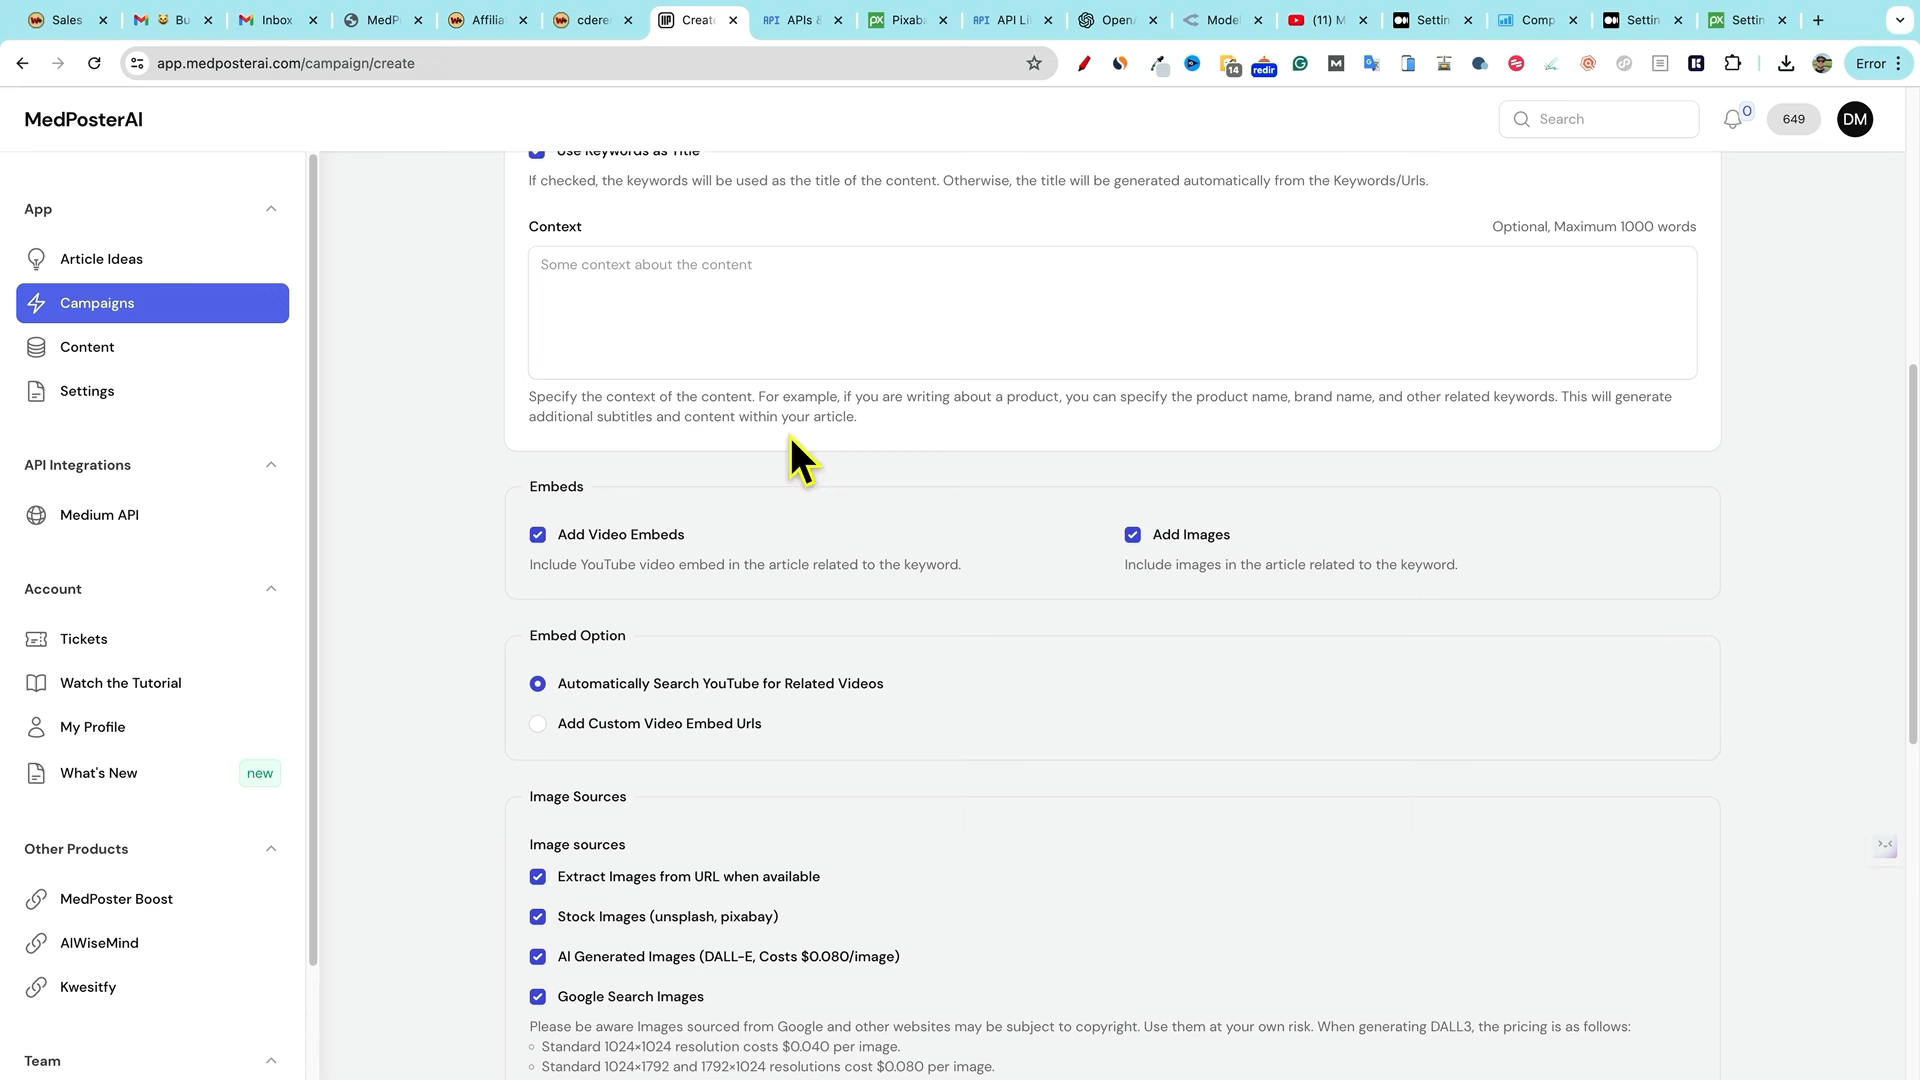 Sales
Bu
Inbox
MedP
Affilia
cdere
Create
API APIs &
PX Pixab
API API Li
OpenA
Mode
(11) M
Settin
Comp
Settin
PX Settin
app.medposterai.com/campaign/create
14
redir
Error
MedPosterAI
Search
0
649
DM
App
Article Ideas
Campaigns
Content
Settings
API Integrations
Medium API
Account
Tickets
Watch the Tutorial
My Profile
What's New
new
Other Products
MedPoster Boost
AIWiseMind
Kwesitfy
Team
Use Keywords as Title
If checked, the keywords will be used as the title of the content. Otherwise, the title will be generated automatically from the Keywords/Urls.
Context
Optional, Maximum 1000 words
Some context about the content
Specify the context of the content. For example, if you are writing about a product, you can specify the product name, brand name, and other related keywords. This will generate
additional subtitles and content within your article.
Embeds
Add Video Embeds
Include YouTube video embed in the article related to the keyword.
Add Images
Include images in the article related to the keyword.
Embed Option
Automatically Search YouTube for Related Videos
Add Custom Video Embed Urls
Image Sources
Image sources
Extract Images from URL when available
Stock Images (unsplash, pixabay)
AI Generated Images (DALL-E, Costs $0.080/image)
Google Search Images
Please be aware Images sourced from Google and other websites may be subject to copyright. Use them at your own risk. When generating DALL3, the pricing is as follows:
Standard 1024×1024 resolution costs $0.040 per image.
Standard 1024×1792 and 1792×1024 resolutions cost $0.080 per image.